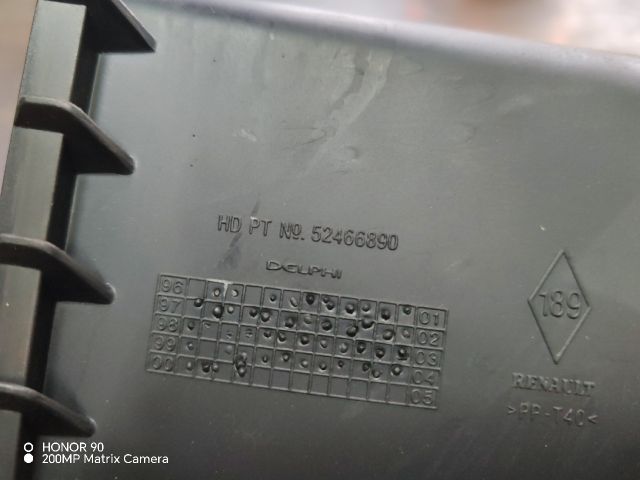 HD PT Nº. 52466890
DELPHI
96 01
97 02
98 03
99 04
00 05
189
RENAULT
>PP-T40<
HONOR 90
200MP Matrix Camera